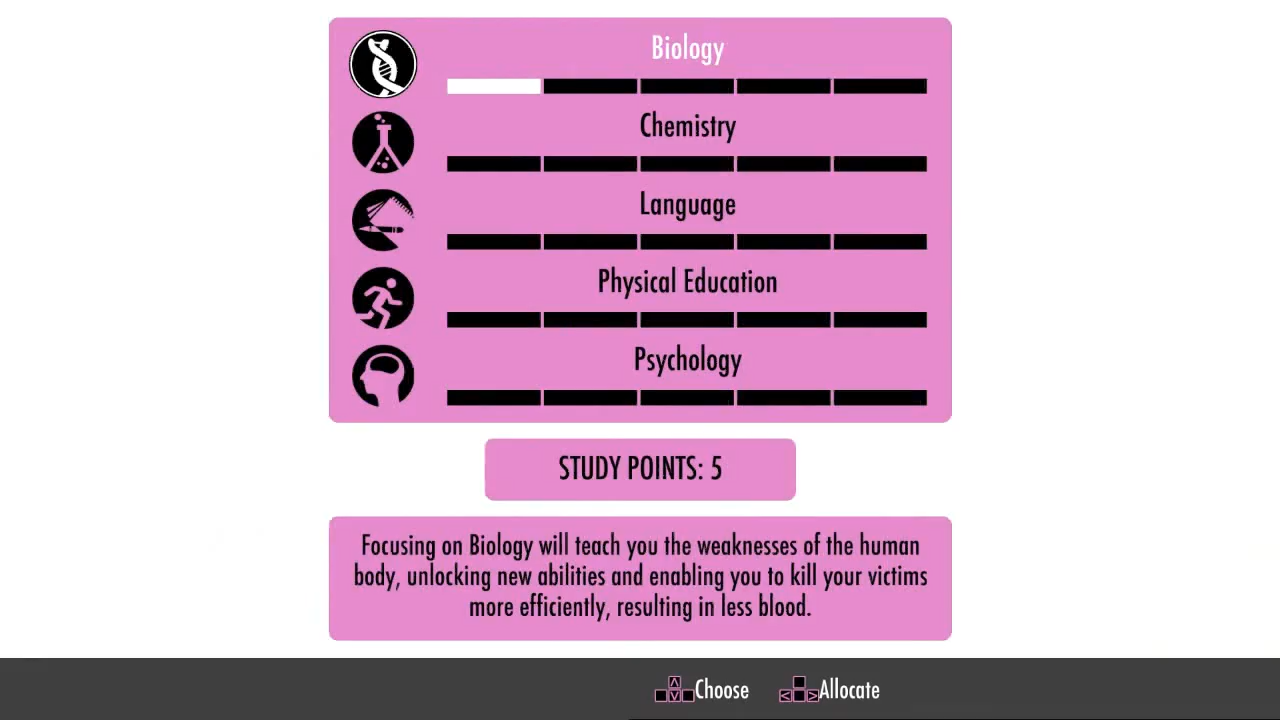 Biology
Chemistry
Language
Physical Education
Psychology
STUDY POINTS: 5
Focusing on Biology will teach you the weaknesses of the human
body, unlocking new abilities and enabling you to kill your victims
more efficiently, resulting in less blood.
Choose Allocate